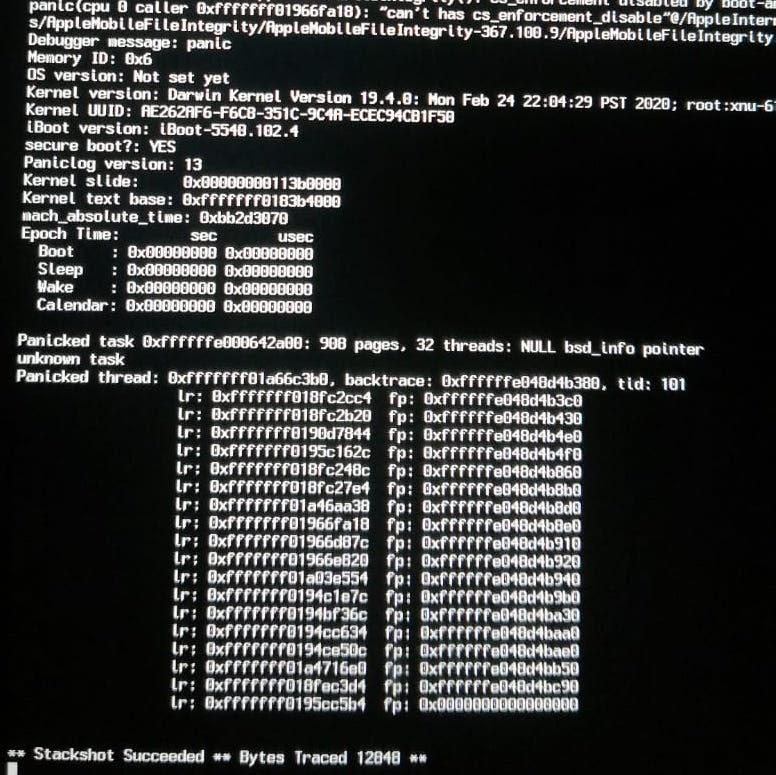 cs_enforcement disabled by boot-a
panic(cpu 0 caller 0xfffffff01966fa18): "can't has cs_enforcement_disable"@/AppleIntern
s/AppleMobileFileIntegrity/AppleMobileFileIntegrity-367.100.9/AppleMobileFileIntegrity
Debugger message: panic
Memory ID: 0x6
OS version: Not set yet
Kernel version: Darwin Kernel Version 19.4.0: Mon Feb 24 22:04:29 PST 2020; root:xnu-6
Kernel UUID: AE262AF6-F6C8-351C-9C4A-ECEC94CB1F50
iBoot version: iBoot-5540.102.4
secure boot?: YES
Paniclog version: 13
Kernel slide: 0x00000000113b0000
Kernel text base: 0xfffffff0183b4000
mach_absolute_time: 0xbb2d3070
Epoch Time: sec usec
Boot : 0x00000000 0x00000000
Sleep : 0x00000000 0x00000000
Wake : 0x00000000 0x00000000
Calendar: 0x00000000 0x00000000
Panicked task 0xffffffe000642a00: 908 pages, 32 threads: NULL bsd_info pointer
unknown task
Panicked thread: 0xfffffff01a66c3b0, backtrace: 0xffffffe048d4b380, tid: 101
lr: 0xfffffff018fc2cc4 fp: 0xffffffe048d4b3c0
lr: 0xfffffff018fc2b20 fp: 0xffffffe048d4b430
lr: 0xfffffff0190d7844 fp: 0xffffffe048d4b4e0
lr: 0xfffffff0195c162c fp: 0xffffffe048d4b4f0
lr: 0xfffffff018fc248c fp: 0xffffffe048d4b860
lr: 0xfffffff018fc27e4 fp: 0xffffffe048d4b8b0
lr: 0xfffffff01a46aa38 fp: 0xffffffe048d4b8d0
lr: 0xfffffff01966fa18 fp: 0xffffffe048d4b8e0
lr: 0xfffffff01966d87c fp: 0xffffffe048d4b910
lr: 0xfffffff01966e820 fp: 0xffffffe048d4b920
lr: 0xfffffff01a03e554 fp: 0xffffffe048d4b940
lr: 0xfffffff0194c1e7c fp: 0xffffffe048d4b9b0
lr: 0xfffffff0194bf36c fp: 0xffffffe048d4ba30
lr: 0xfffffff0194cc634 fp: 0xffffffe048d4baa0
lr: 0xfffffff0194ce50c fp: 0xffffffe048d4bae0
lr: 0xfffffff01a4716e0 fp: 0xffffffe048d4bb50
lr: 0xfffffff018fec3d4 fp: 0xffffffe048d4bc90
lr: 0xfffffff0195cc5b4 fp: 0x0000000000000000
** Stackshot Succeeded ** Bytes Traced 12848 **